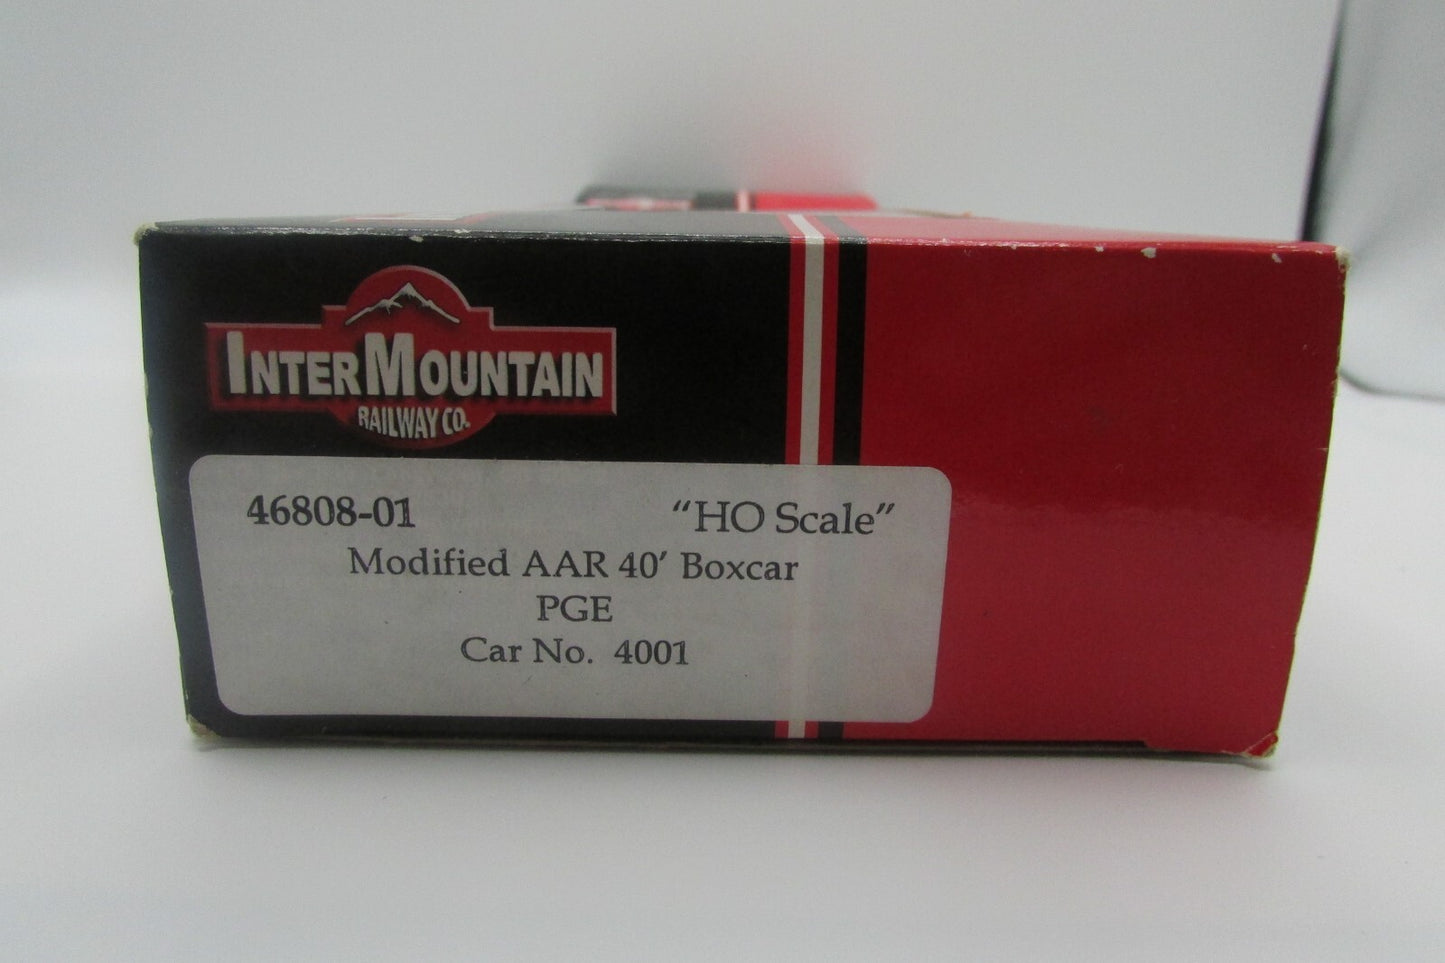 INTERMOUNTAIN
RAILWAY CO.
46808-01 "HO Scale"
Modified AAR 40' Boxcar
PGE
Car No. 4001